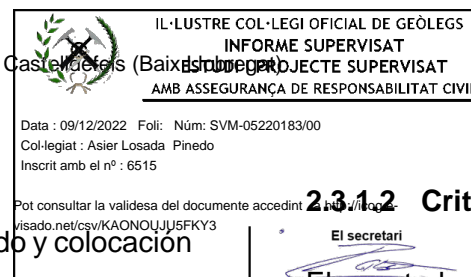 IL·LUSTRE COL·LEGI OFICIAL DE GEÒLEGS
INFORME SUPERVISAT
Castelldefels (Baix Llobregat).
ESTUDI O PROJECTE SUPERVISAT
AMB ASSEGURANÇA DE RESPONSABILITAT CIVI
Data : 09/12/2022 Foli: Núm: SVM-05220183/00
Col·legiat : Asier Losada Pinedo
Inscrit amb el nº : 6515
Pot consultar la validesa del documente accedint a http://icog.e-
visado.net/csv/KAONOUJU5FKY3
2.3.1.2 Crit
do y colocación
El secretari